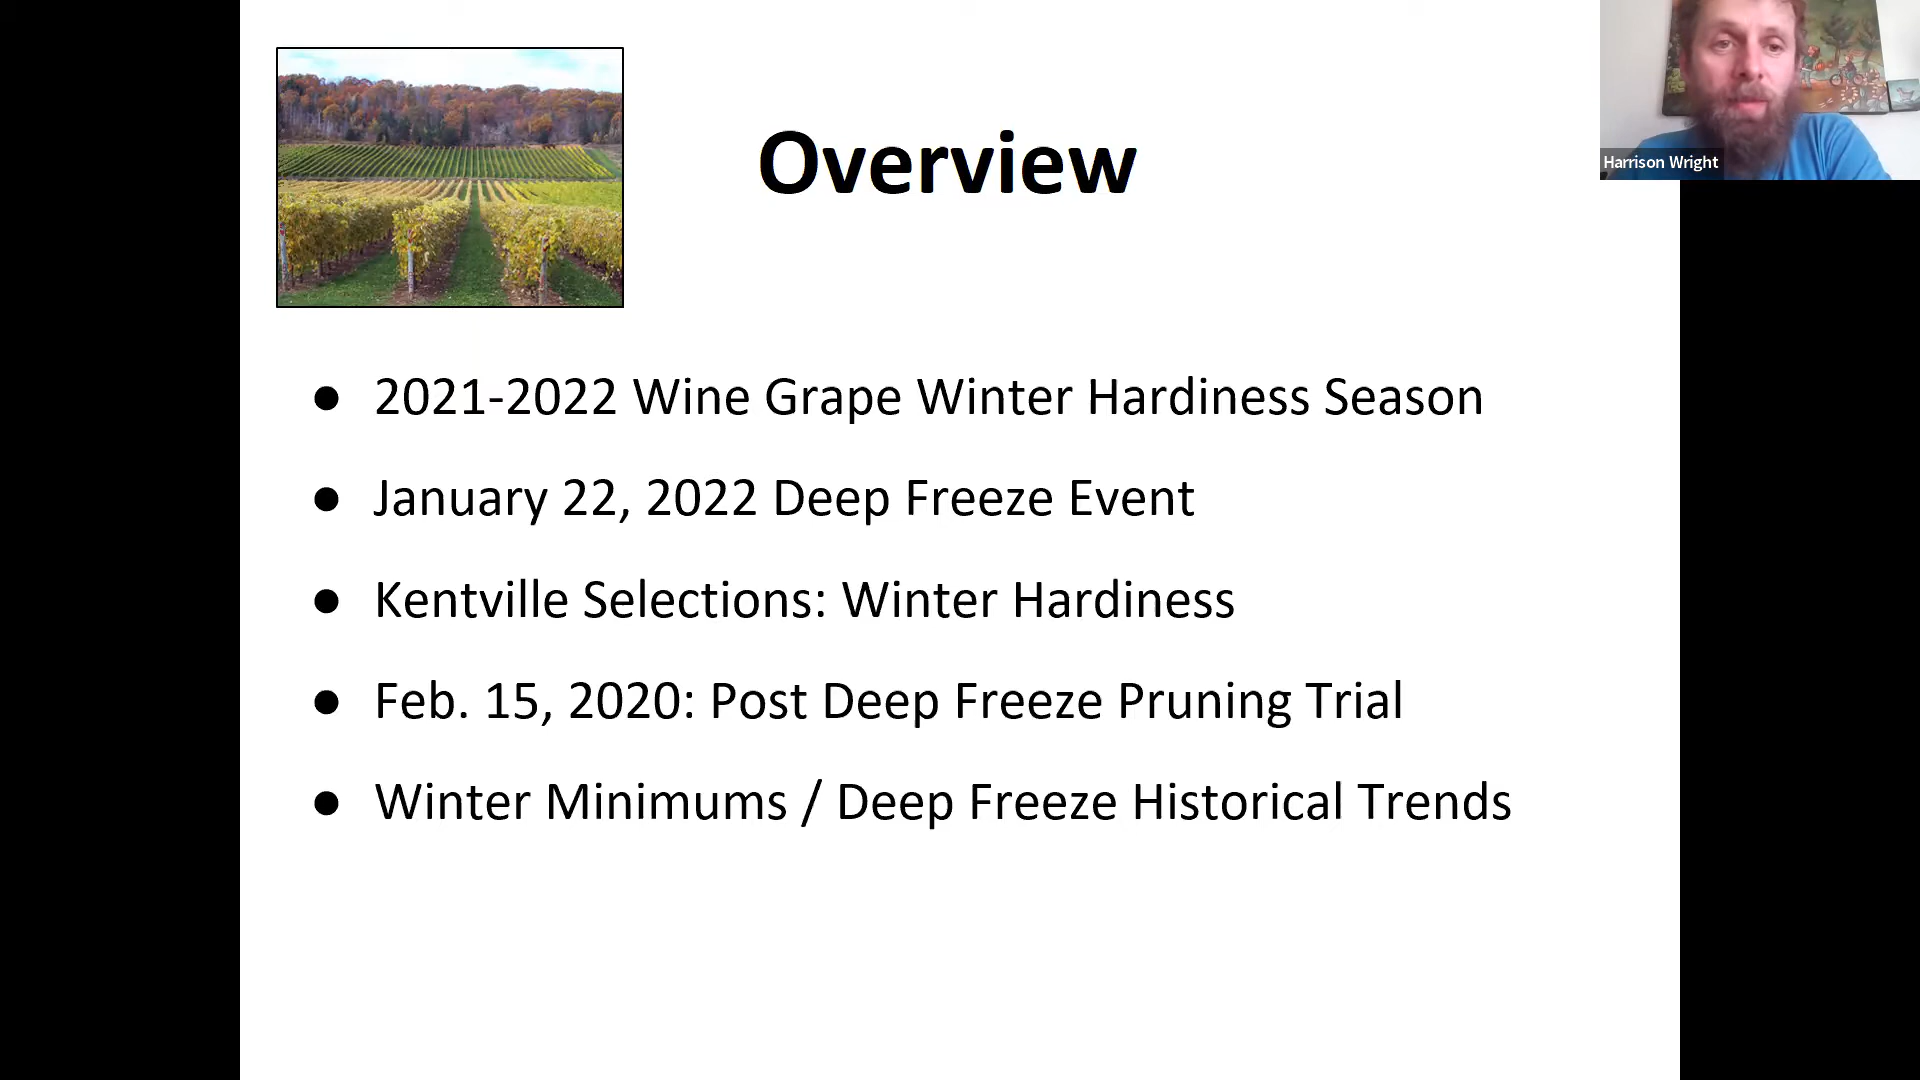 Overview
Harrison Wright
● 2021-2022 Wine Grape Winter Hardiness Season
● January 22, 2022 Deep Freeze Event
● Kentville Selections: Winter Hardiness
● Feb. 15, 2020: Post Deep Freeze Pruning Trial
● Winter Minimums / Deep Freeze Historical Trends